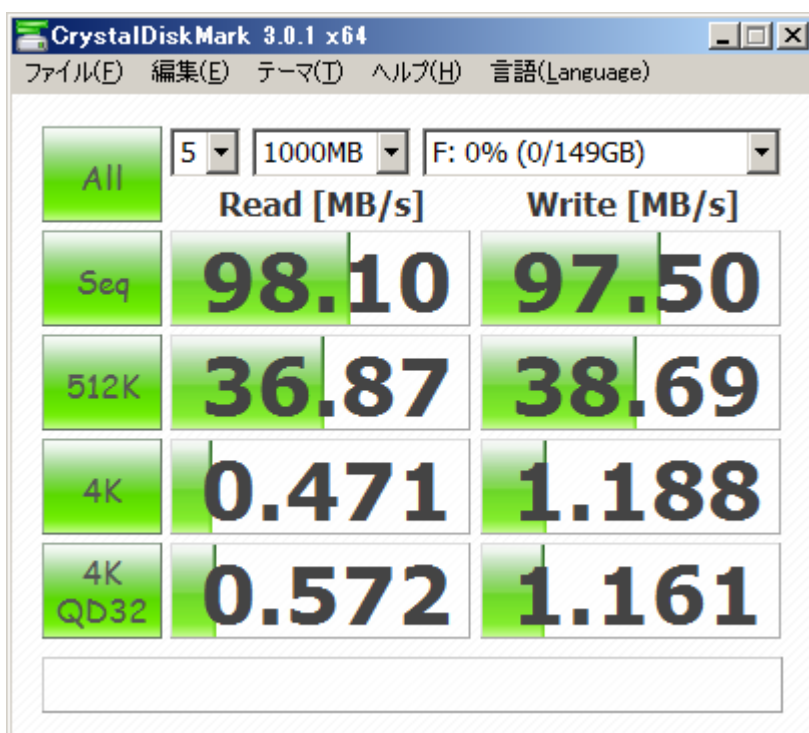 CrystalDiskMark 3.0.1 x64
ファイル(F) 編集(E) テーマ(T) ヘルプ(H) 言語(Language)
All 5 1000MB F: 0% (0/149GB)
Read [MB/s] Write [MB/s]
Seq 98.10 97.50
512K 36.87 38.69
4K 0.471 1.188
4K QD32 0.572 1.161